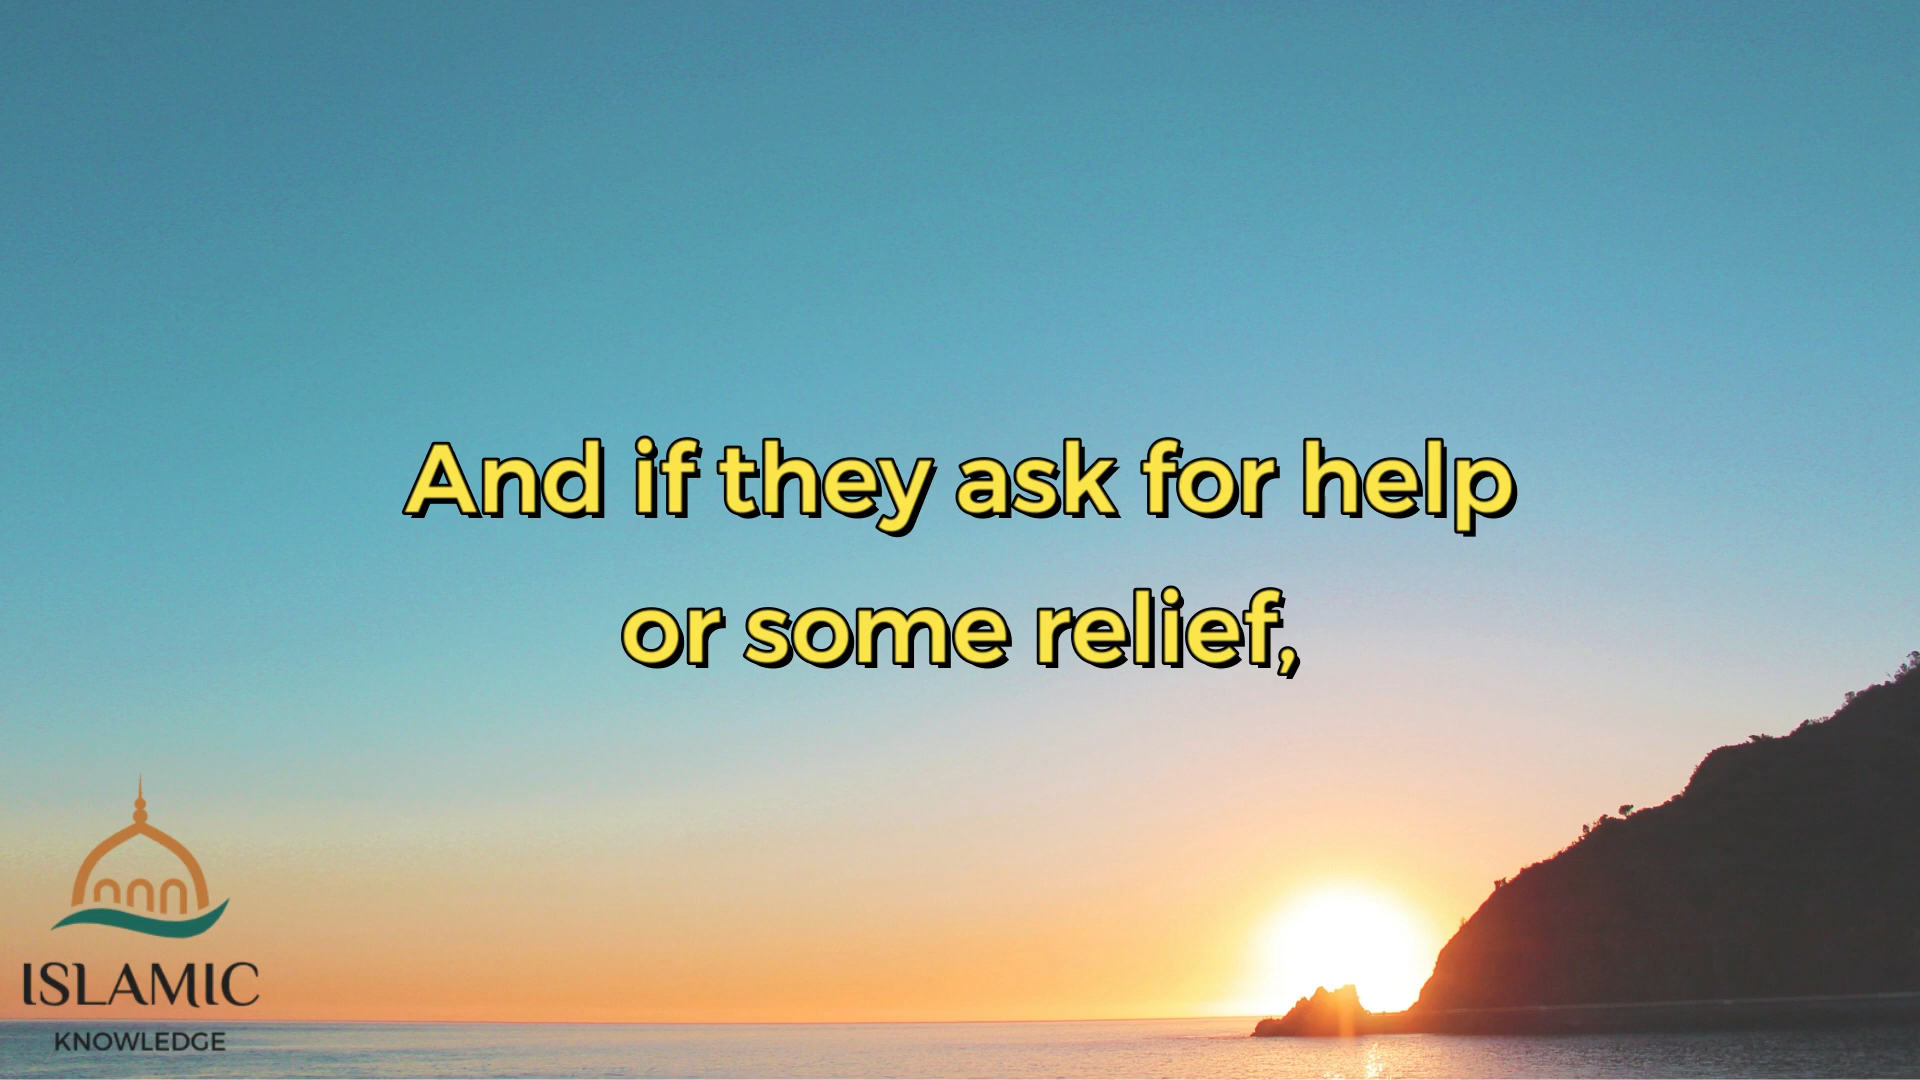 And if they ask for help
or some relief,
ISLAMIC
KNOWLEDGE